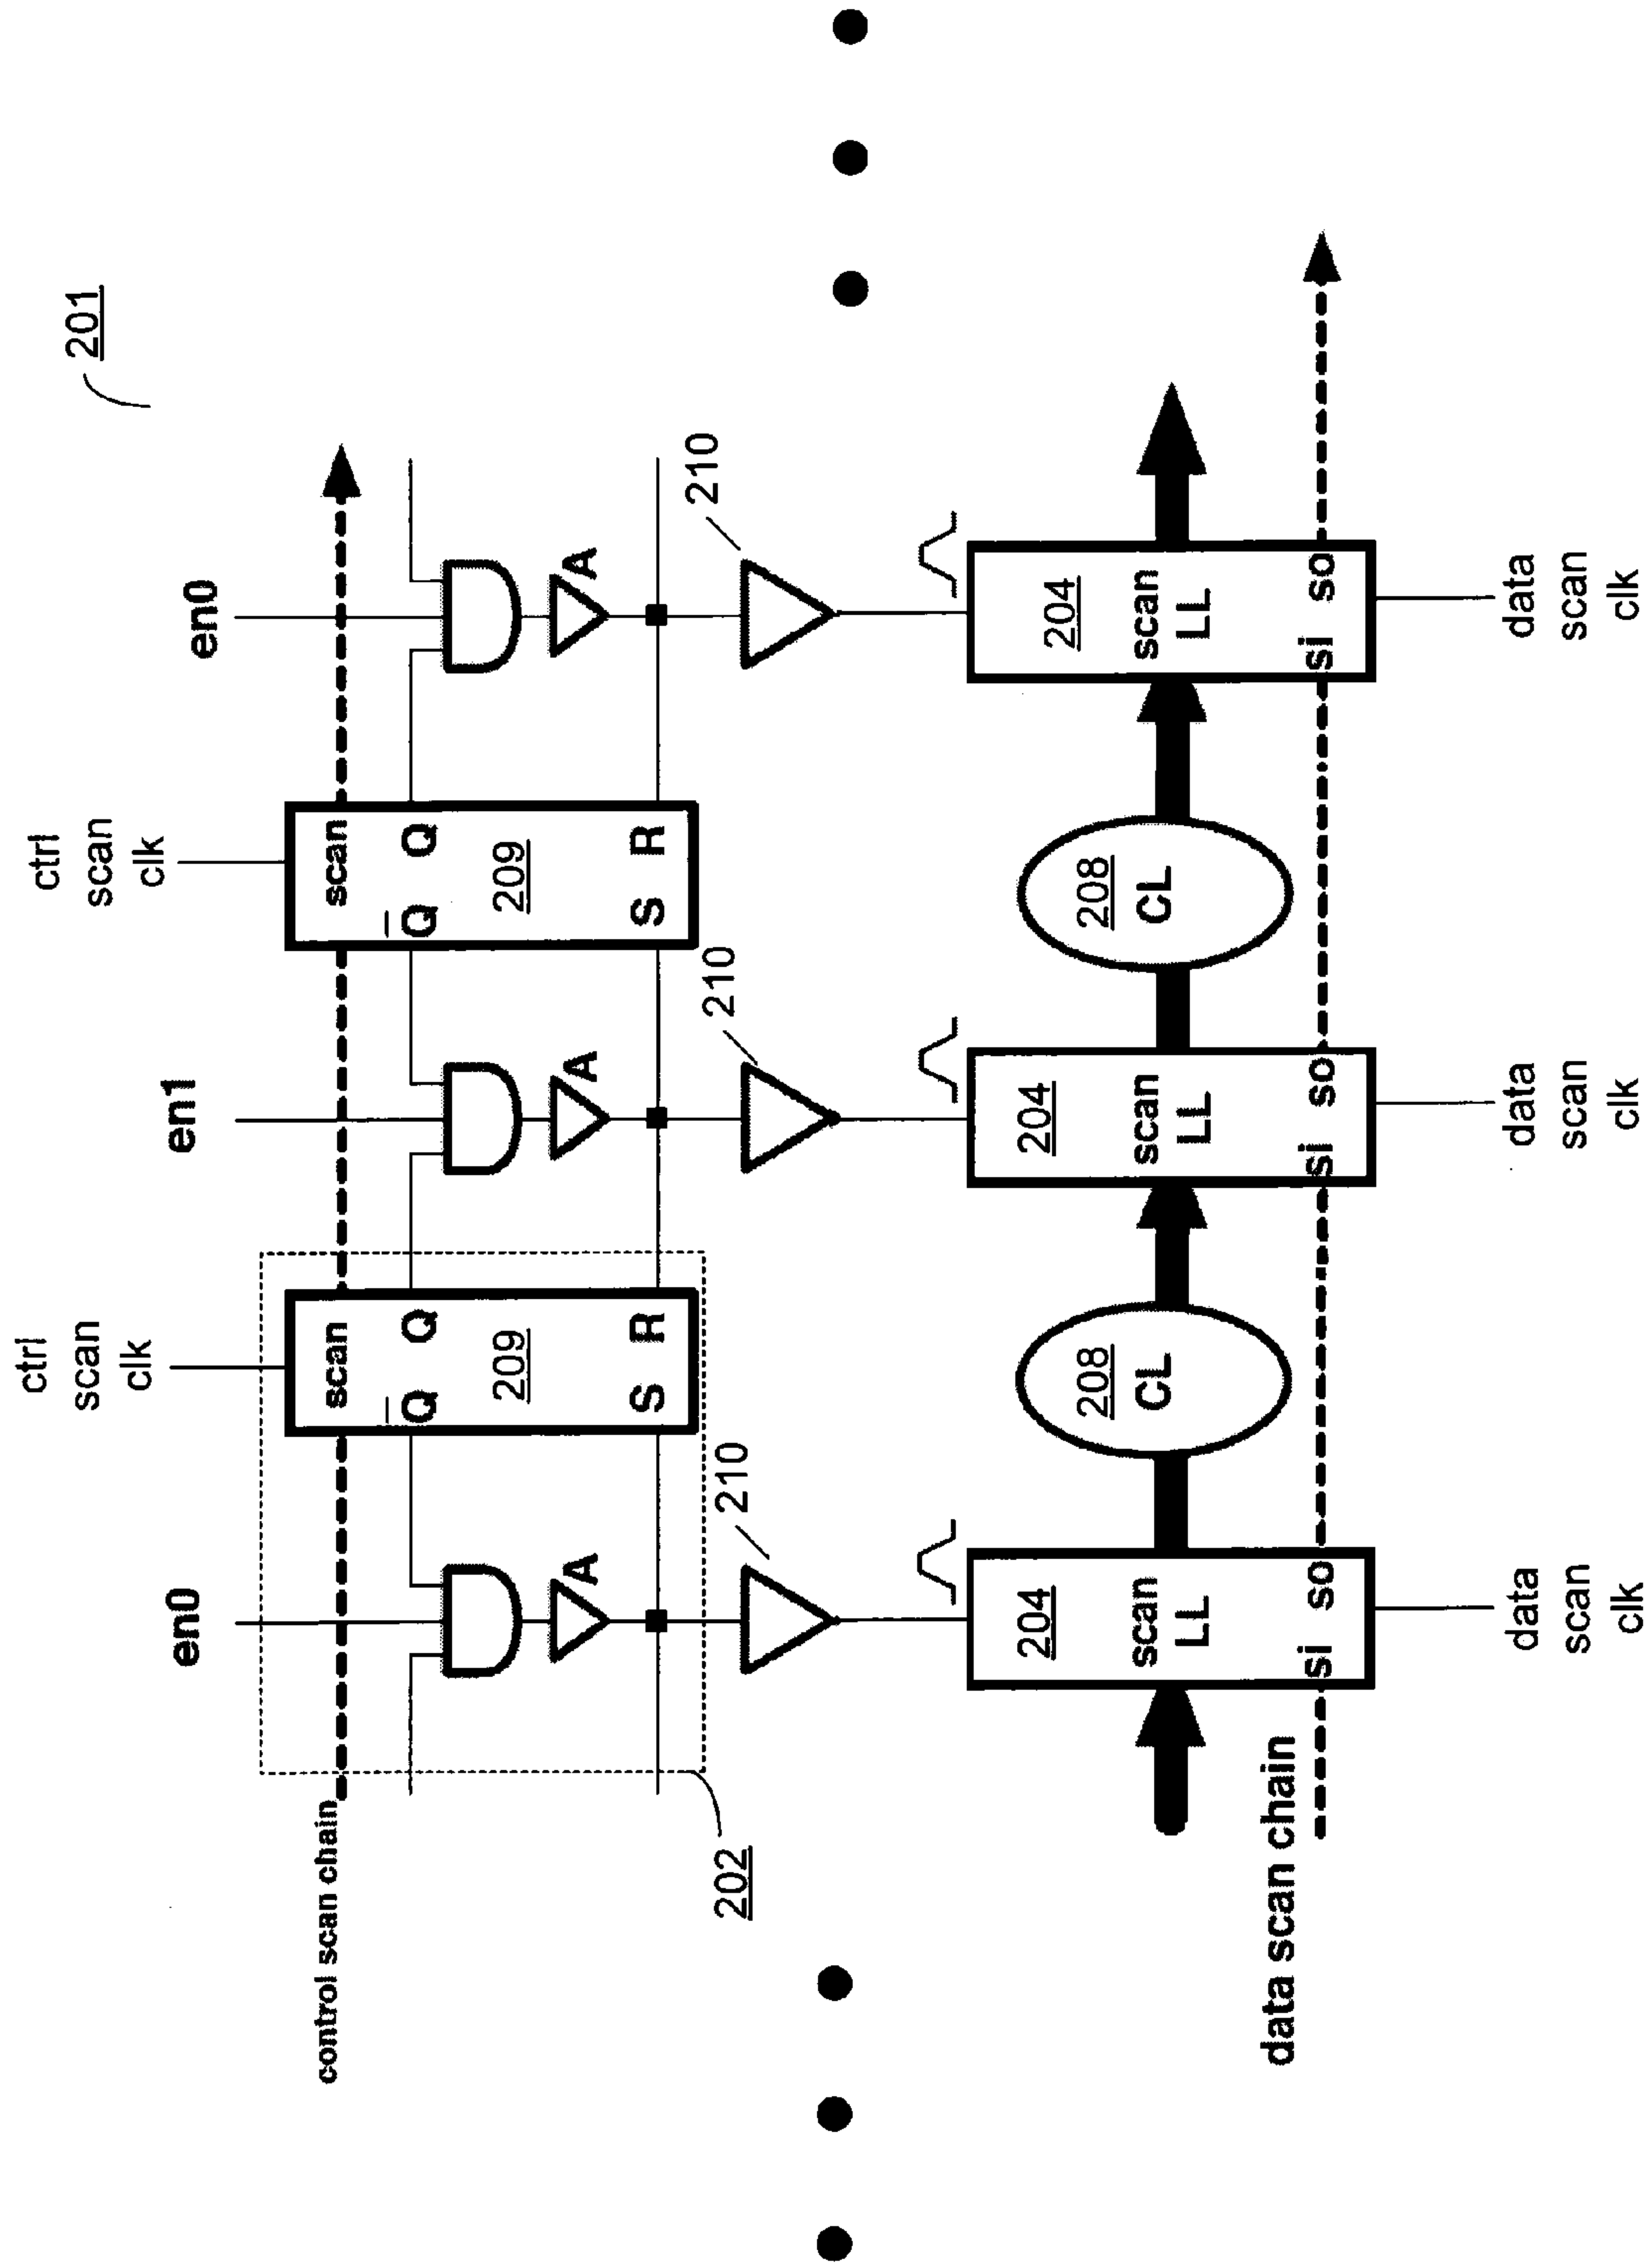 201
ctrl
scan
clk
ctrl
scan
clk
en0
en1
en0
control scan chain
scan
scan
Q Q
Q Q
209
209
S R
S R
A
A
A
202
210
210
210
204
204
204
scan
LL
scan
LL
scan
LL
208
CL
208
CL
si so
si so
si so
data scan chain
data
scan
clk
data
scan
clk
data
scan
clk